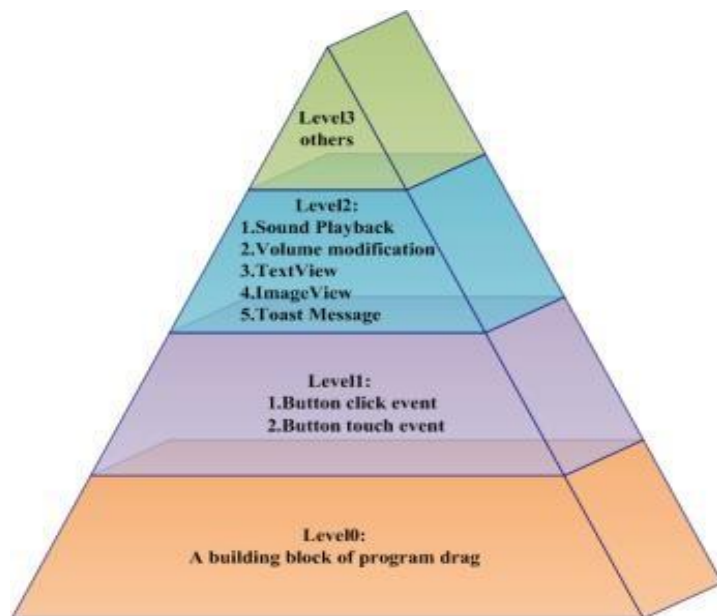 Level3
others
Level2:
1.Sound Playback
2.Volume modification
3.TextView
4.ImageView
5.Toast Message
Level1:
1.Button click event
2.Button touch event
Level0:
A building block of program drag